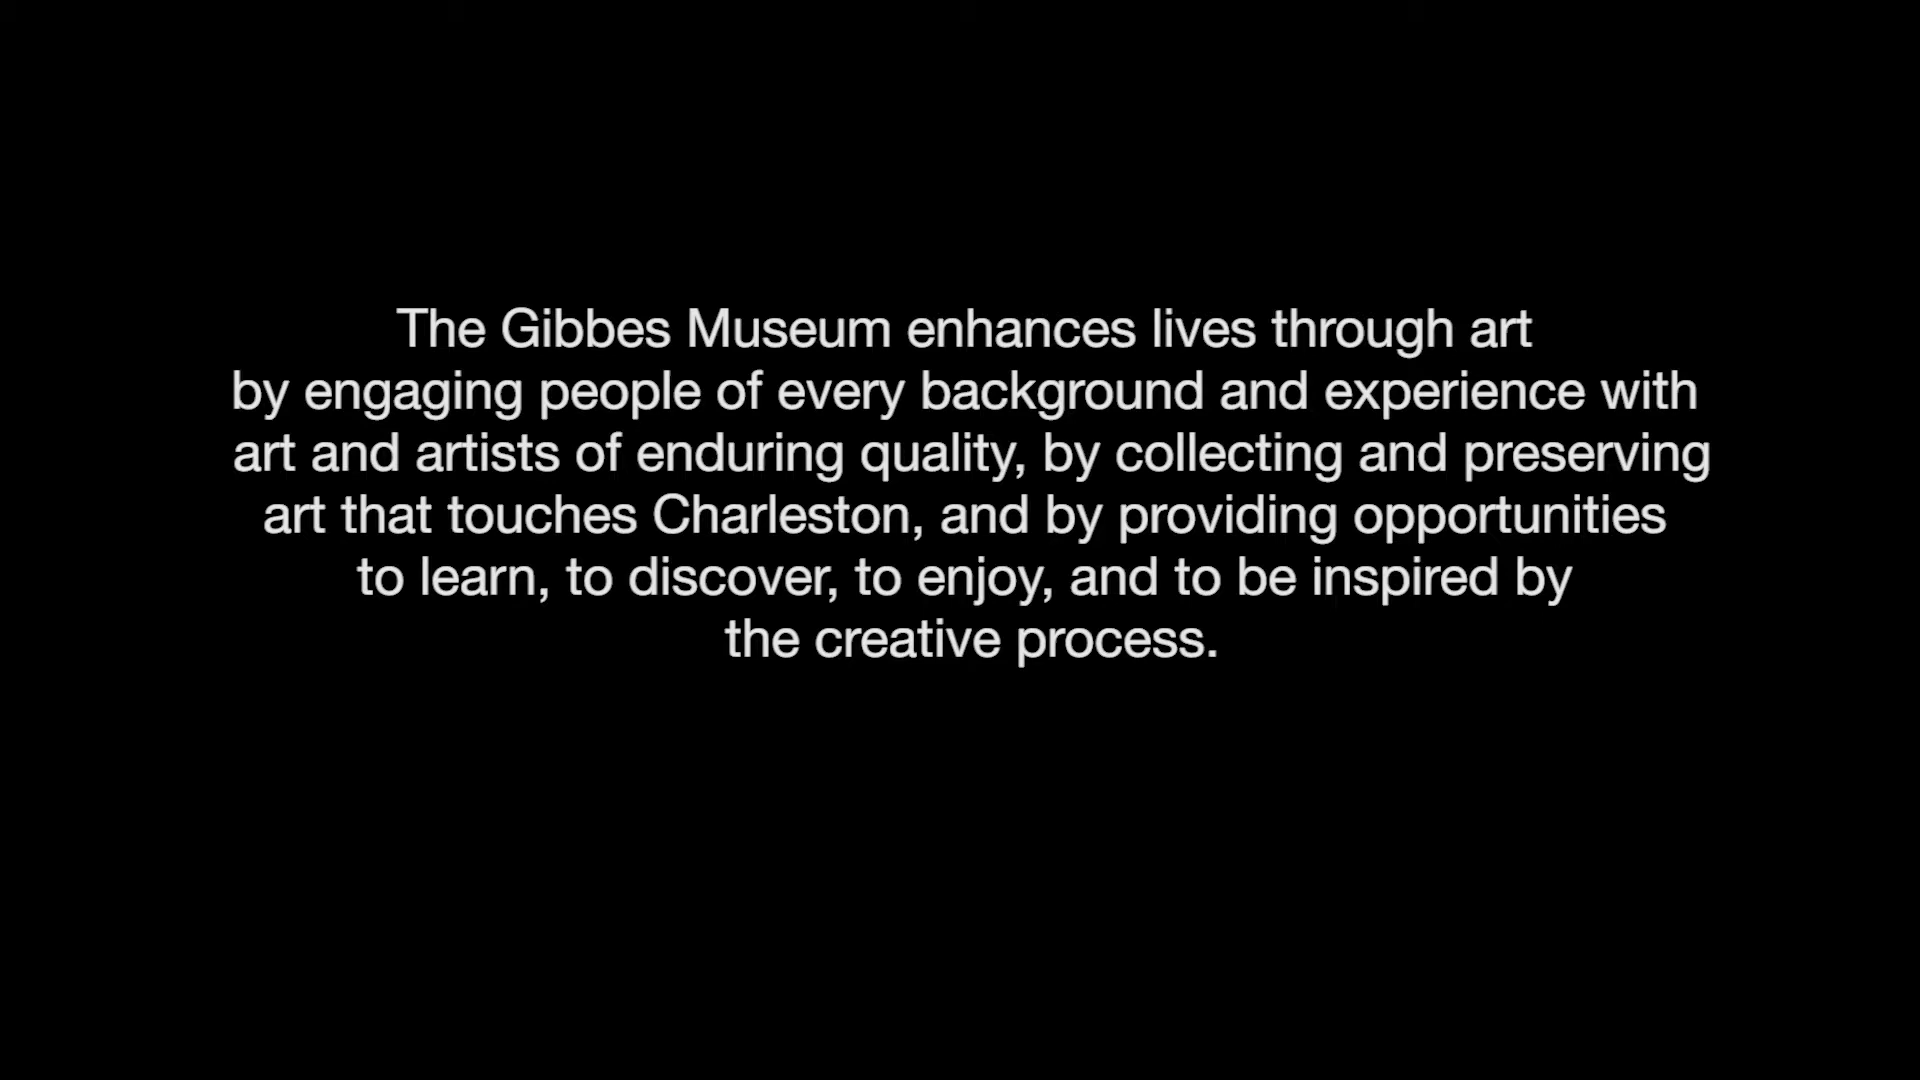 The Gibbes Museum enhances lives through art
by engaging people of every background and experience with
art and artists of enduring quality, by collecting and preserving
art that touches Charleston, and by providing opportunities
to learn, to discover, to enjoy, and to be inspired by
the creative process.